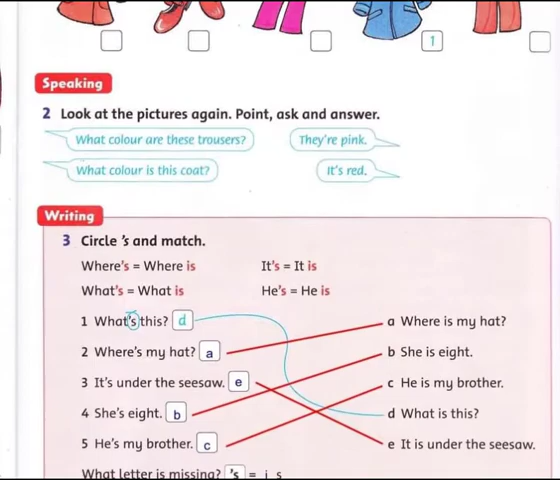 1
Speaking
2 Look at the pictures again. Point, ask and answer.
What colour are these trousers? They're pink.
What colour is this coat? It's red.
Writing
3 Circle 's and match.
Where's = Where is It's = It is
What's = What is He's = He is
1 What's this? d a Where is my hat?
2 Where's my hat? a b She is eight.
3 It's under the seesaw. e c He is my brother.
4 She's eight. b d What is this?
5 He's my brother. c e It is under the seesaw.
What letter is missing? 's = i s